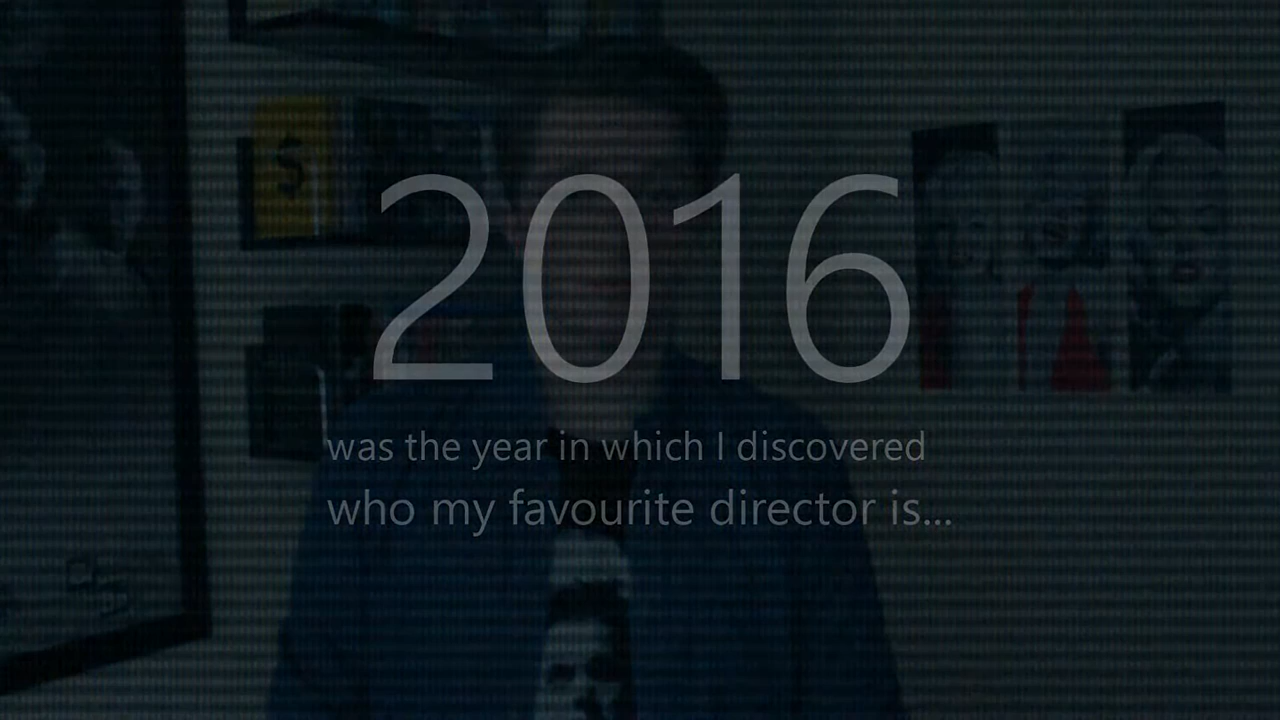 2016
was the year in which I discovered
who my favourite director is...